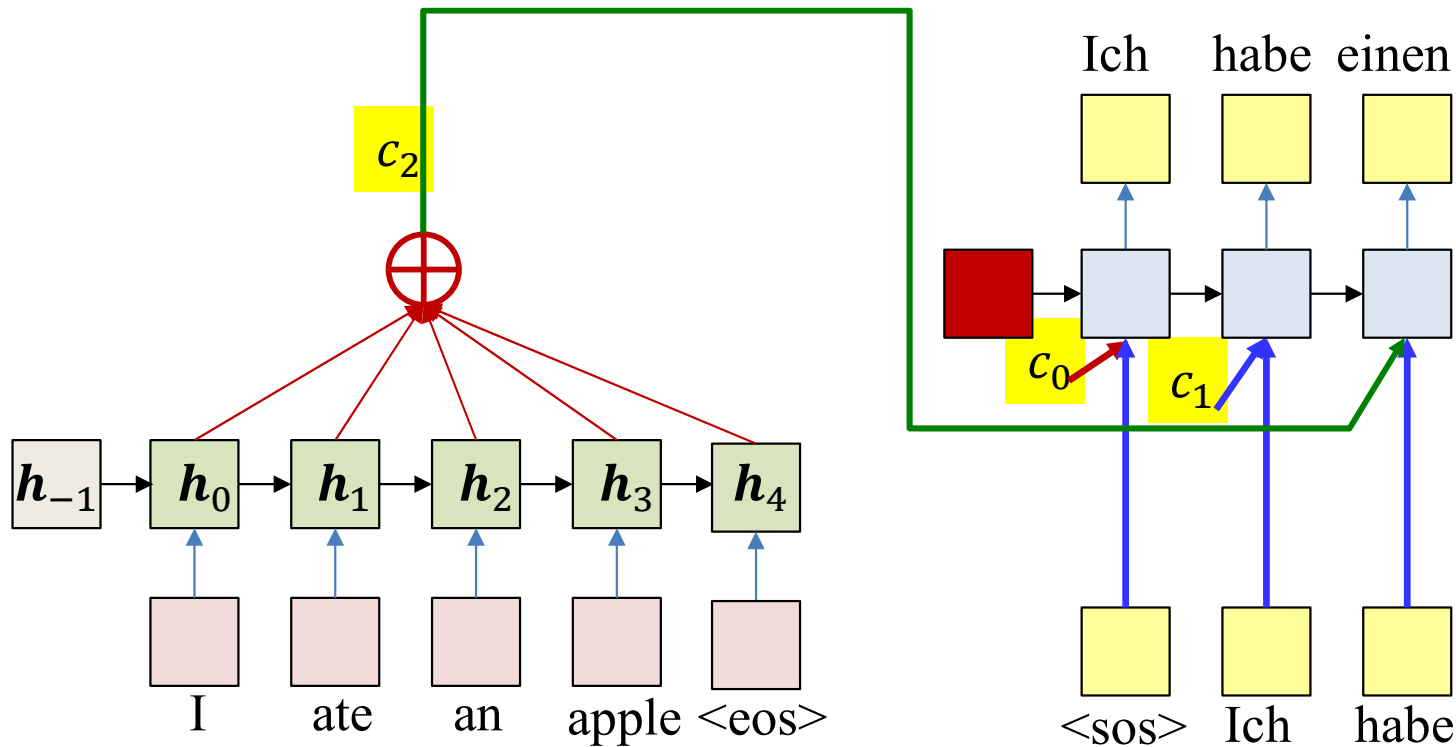 Ich habe einen
c₂
c₀
c₁
h₋₁ h₀ h₁ h₂ h₃ h₄
I ate an apple <eos>
<sos> Ich habe